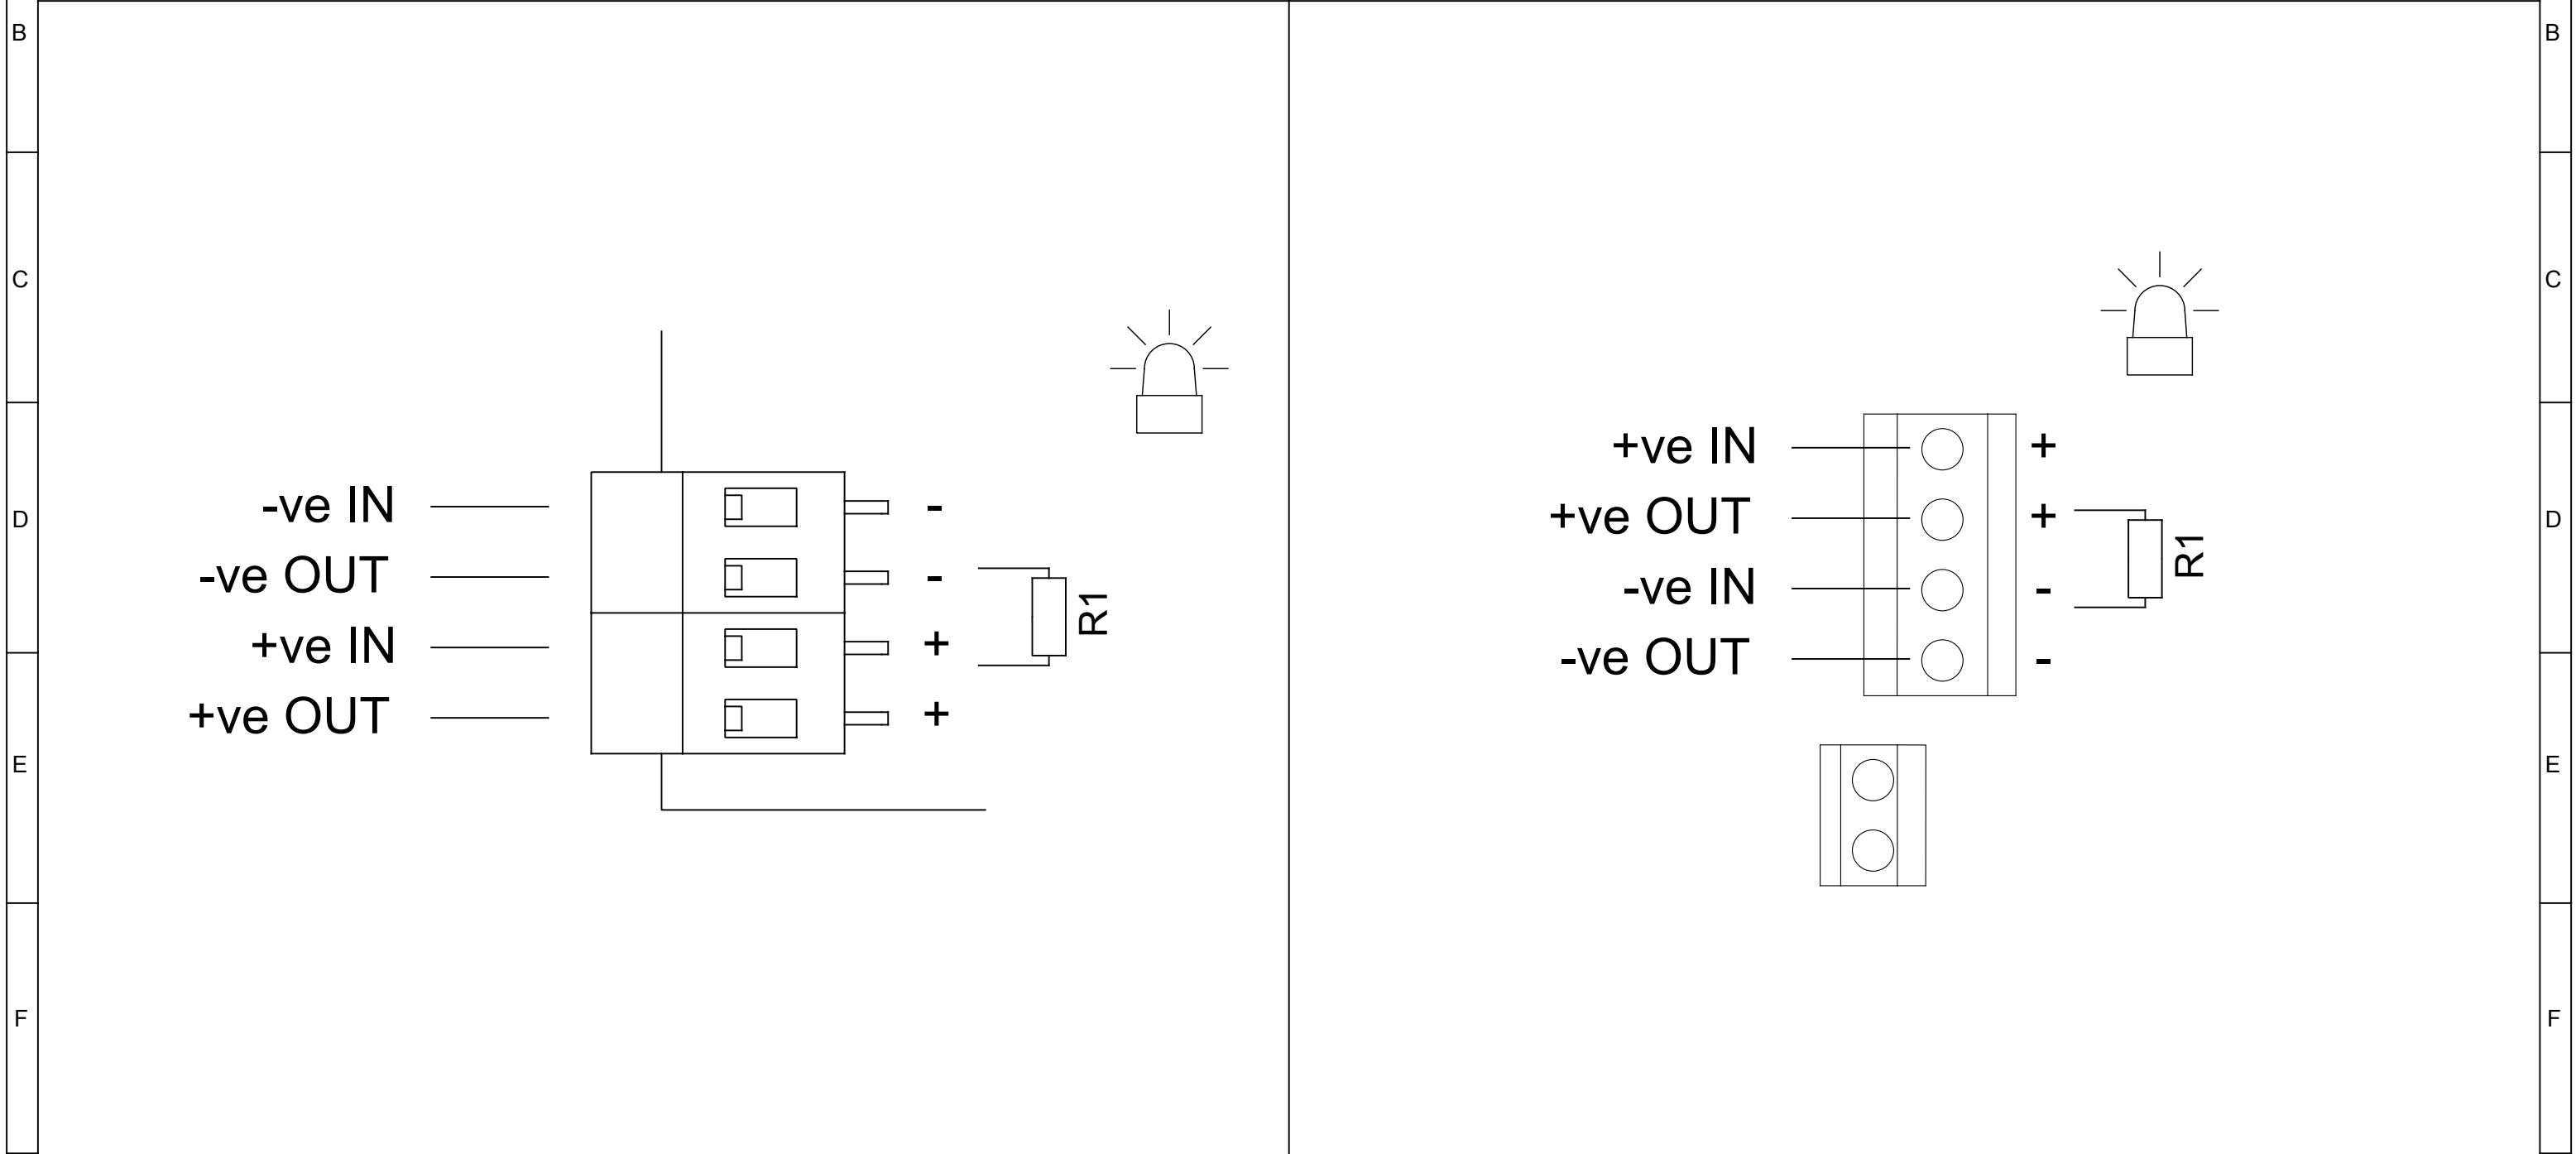 B
C
D
E
F
-ve IN -
-ve OUT -
+ve IN +
+ve OUT +
R1
+ve IN +
+ve OUT +
-ve IN -
-ve OUT -
R1
B
C
D
E
F